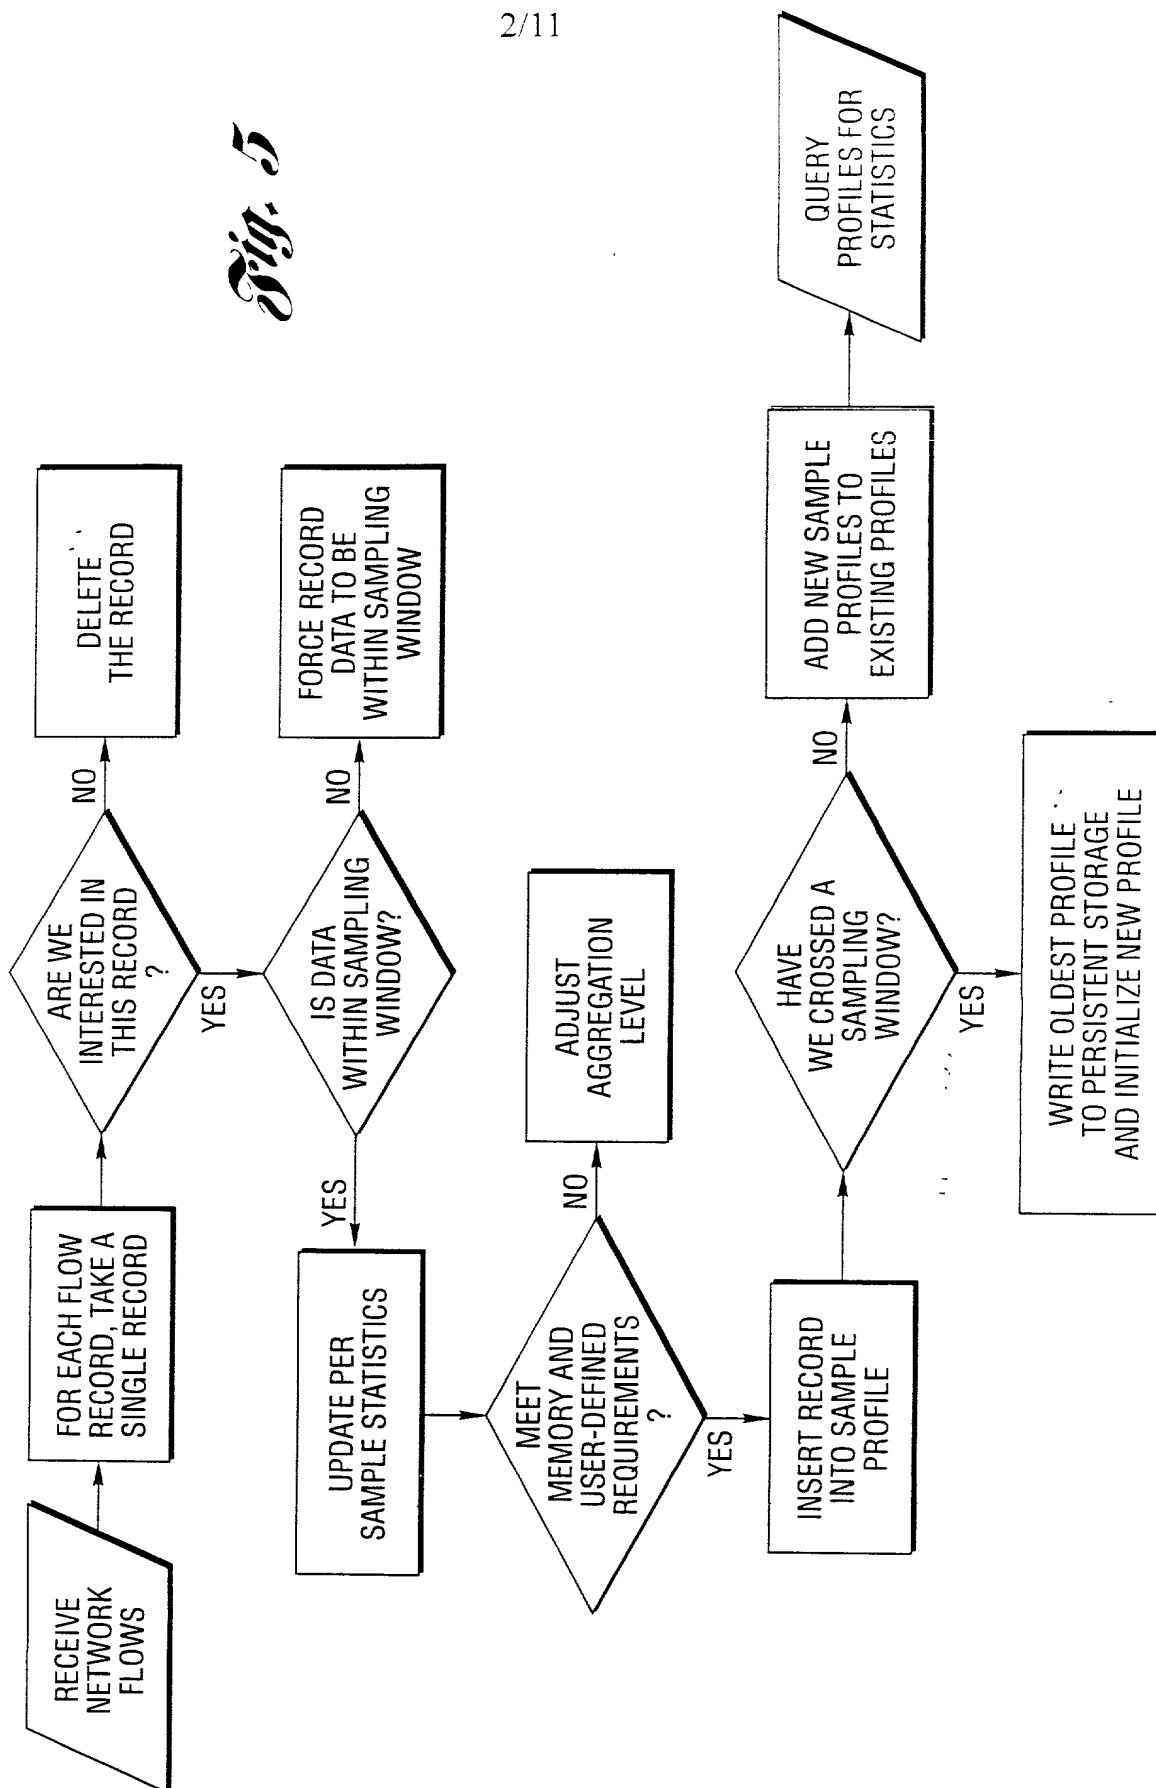 2/11
Fig. 5
RECEIVE
NETWORK
FLOWS
FOR EACH FLOW
RECORD, TAKE A
SINGLE RECORD
ARE WE
INTERESTED IN
THIS RECORD
?
NO
DELETE
THE RECORD
YES
IS DATA
WITHIN SAMPLING
WINDOW?
NO
FORCE RECORD
DATA TO BE
WITHIN SAMPLING
WINDOW
YES
UPDATE PER
SAMPLE STATISTICS
MEET
MEMORY AND
USER-DEFINED
REQUIREMENTS
?
NO
ADJUST
AGGREGATION
LEVEL
YES
INSERT RECORD
INTO SAMPLE
PROFILE
HAVE
WE CROSSED A
SAMPLING
WINDOW?
NO
ADD NEW SAMPLE
PROFILES TO
EXISTING PROFILES
QUERY
PROFILES FOR
STATISTICS
YES
WRITE OLDEST PROFILE
TO PERSISTENT STORAGE
AND INITIALIZE NEW PROFILE